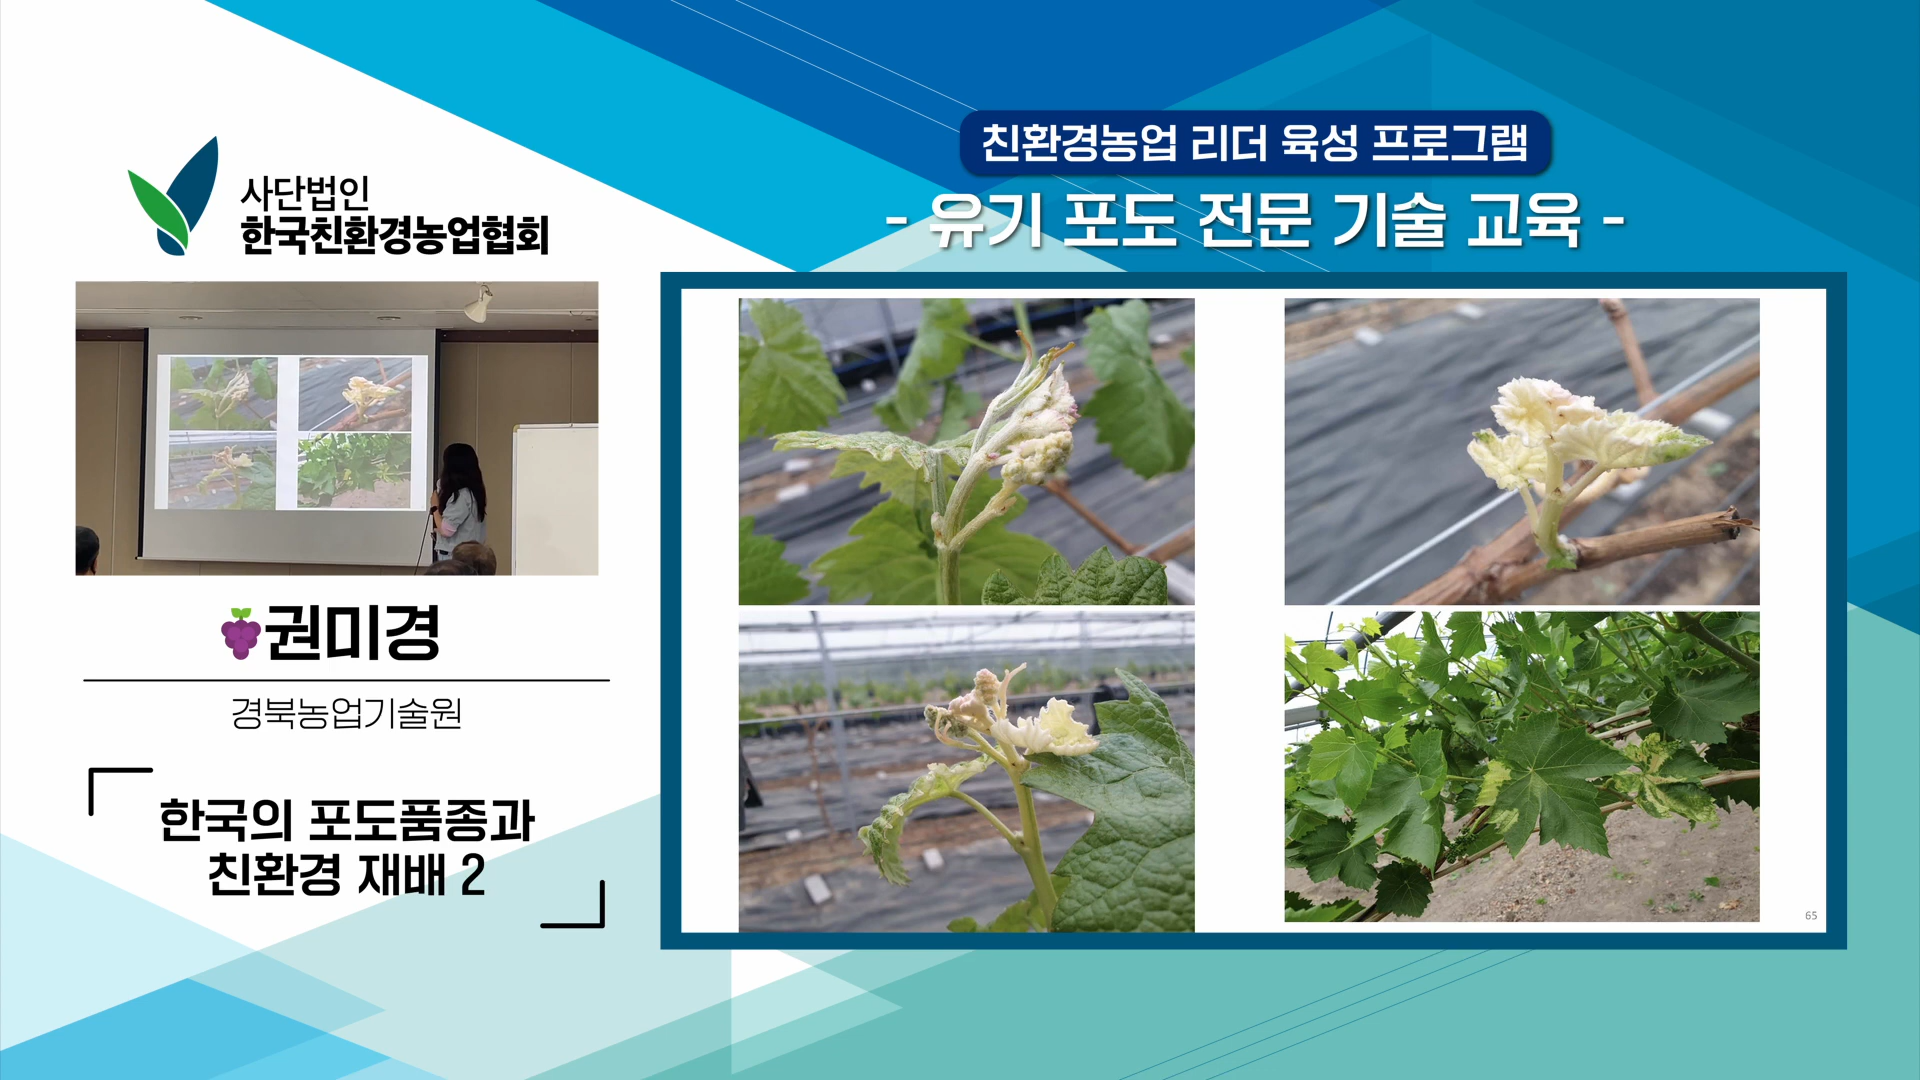 사단법인
한국친환경농업협회
친환경농업 리더 육성 프로그램
- 유기 포도 전문 기술 교육 -
권미경
경북농업기술원
한국의 포도품종과
친환경 재배 2
65